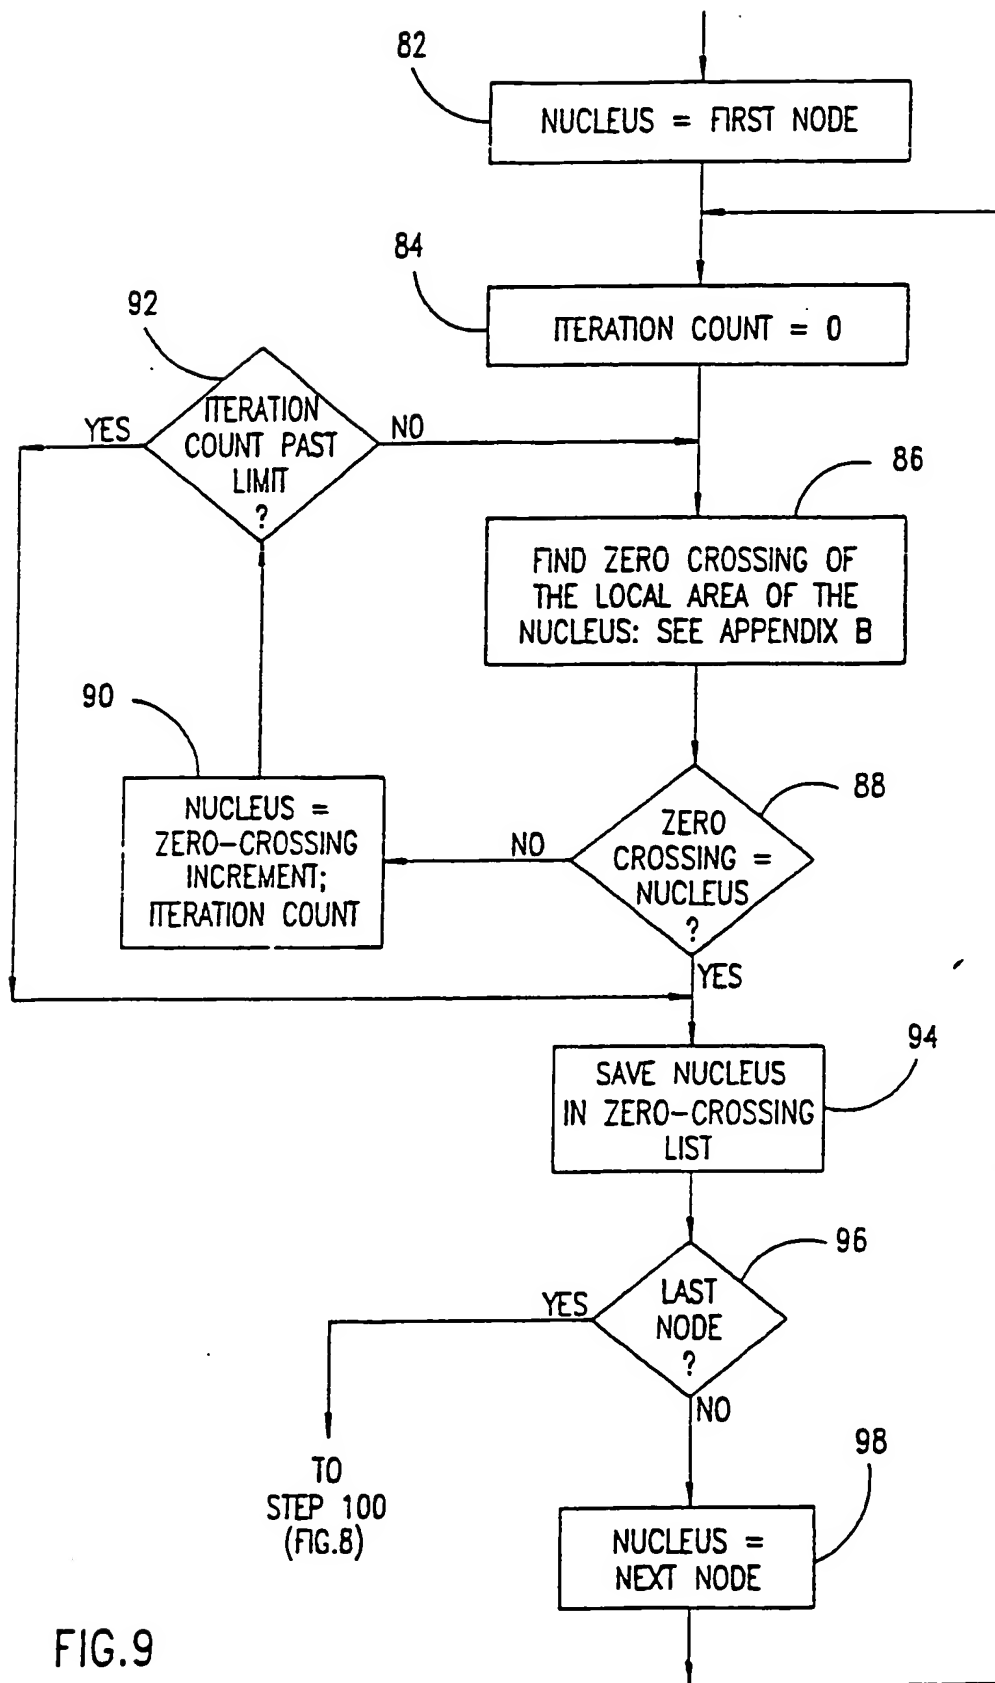 82
NUCLEUS = FIRST NODE
84
ITERATION COUNT = 0
92
ITERATION
COUNT PAST
LIMIT
?
YES
NO
86
FIND ZERO CROSSING OF
THE LOCAL AREA OF THE
NUCLEUS: SEE APPENDIX B
90
NUCLEUS =
ZERO-CROSSING
INCREMENT;
ITERATION COUNT
88
ZERO
CROSSING =
NUCLEUS
?
NO
YES
94
SAVE NUCLEUS
IN ZERO-CROSSING
LIST
96
LAST
NODE
?
YES
NO
TO
STEP 100
(FIG.8)
98
NUCLEUS =
NEXT NODE
FIG.9